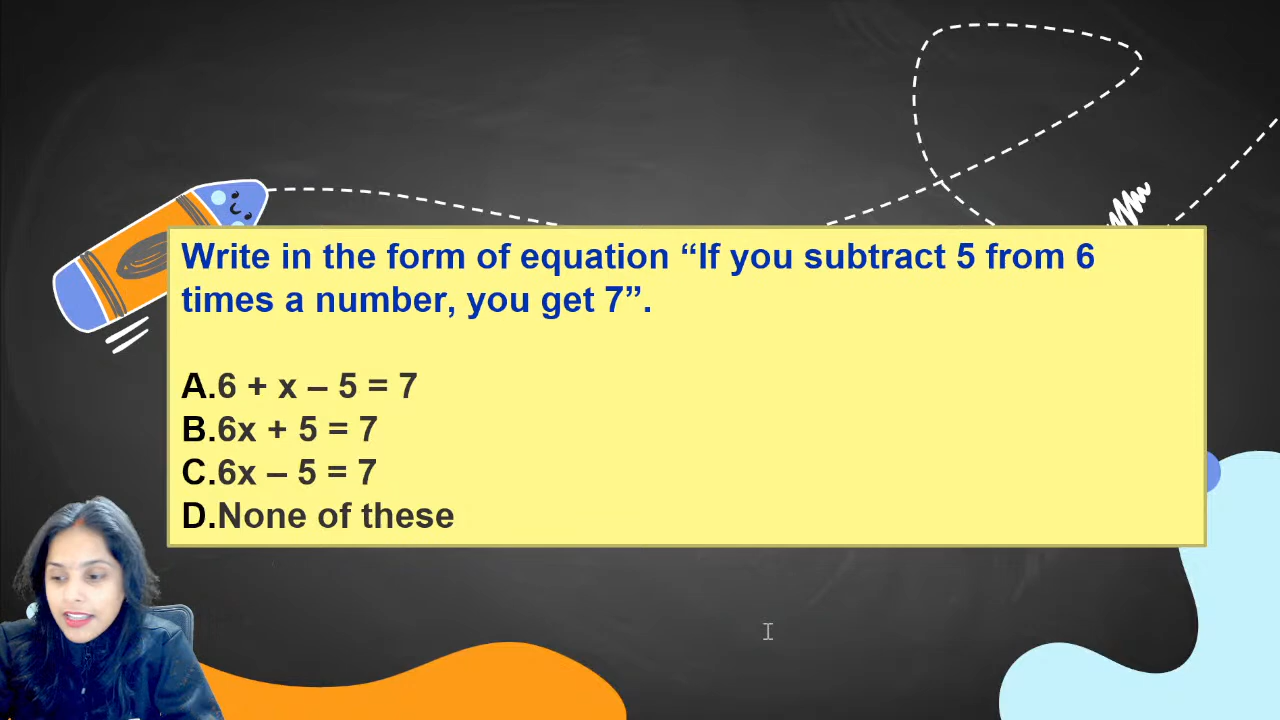 Write in the form of equation “If you subtract 5 from 6
times a number, you get 7”.
A.6 + x – 5 = 7
B.6x + 5 = 7
C.6x – 5 = 7
D.None of these